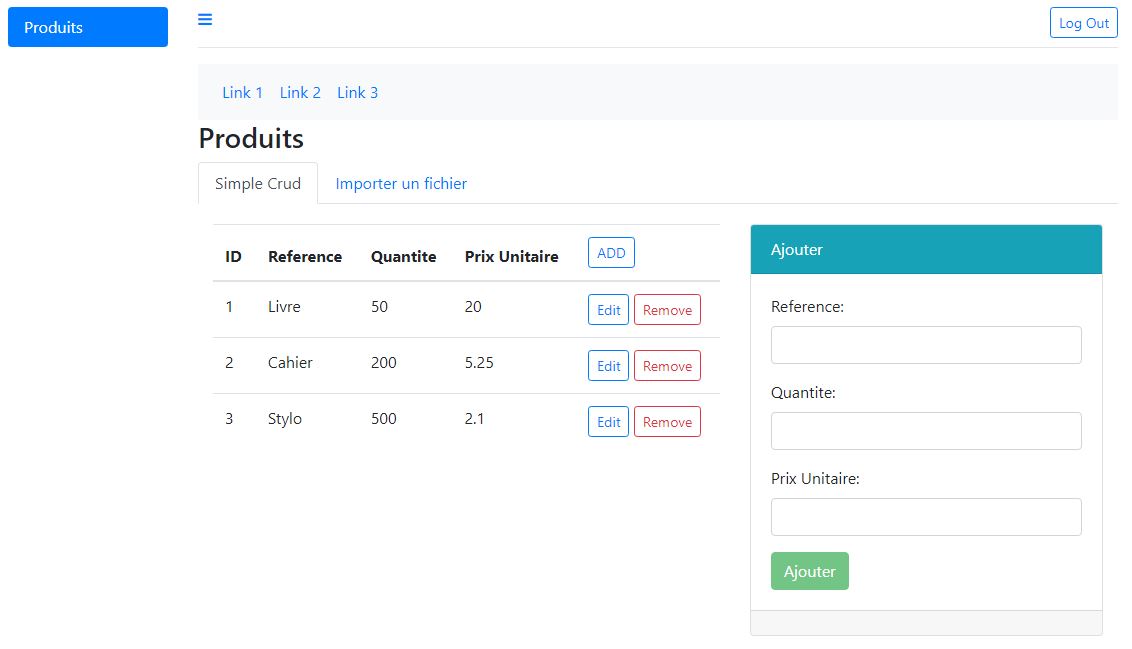 Produits
Log Out
Link 1 Link 2 Link 3
Produits
Simple Crud Importer un fichier
ID Reference Quantite Prix Unitaire ADD
1 Livre 50 20 Edit Remove
2 Cahier 200 5.25 Edit Remove
3 Stylo 500 2.1 Edit Remove
Ajouter
Reference:
Quantite:
Prix Unitaire:
Ajouter